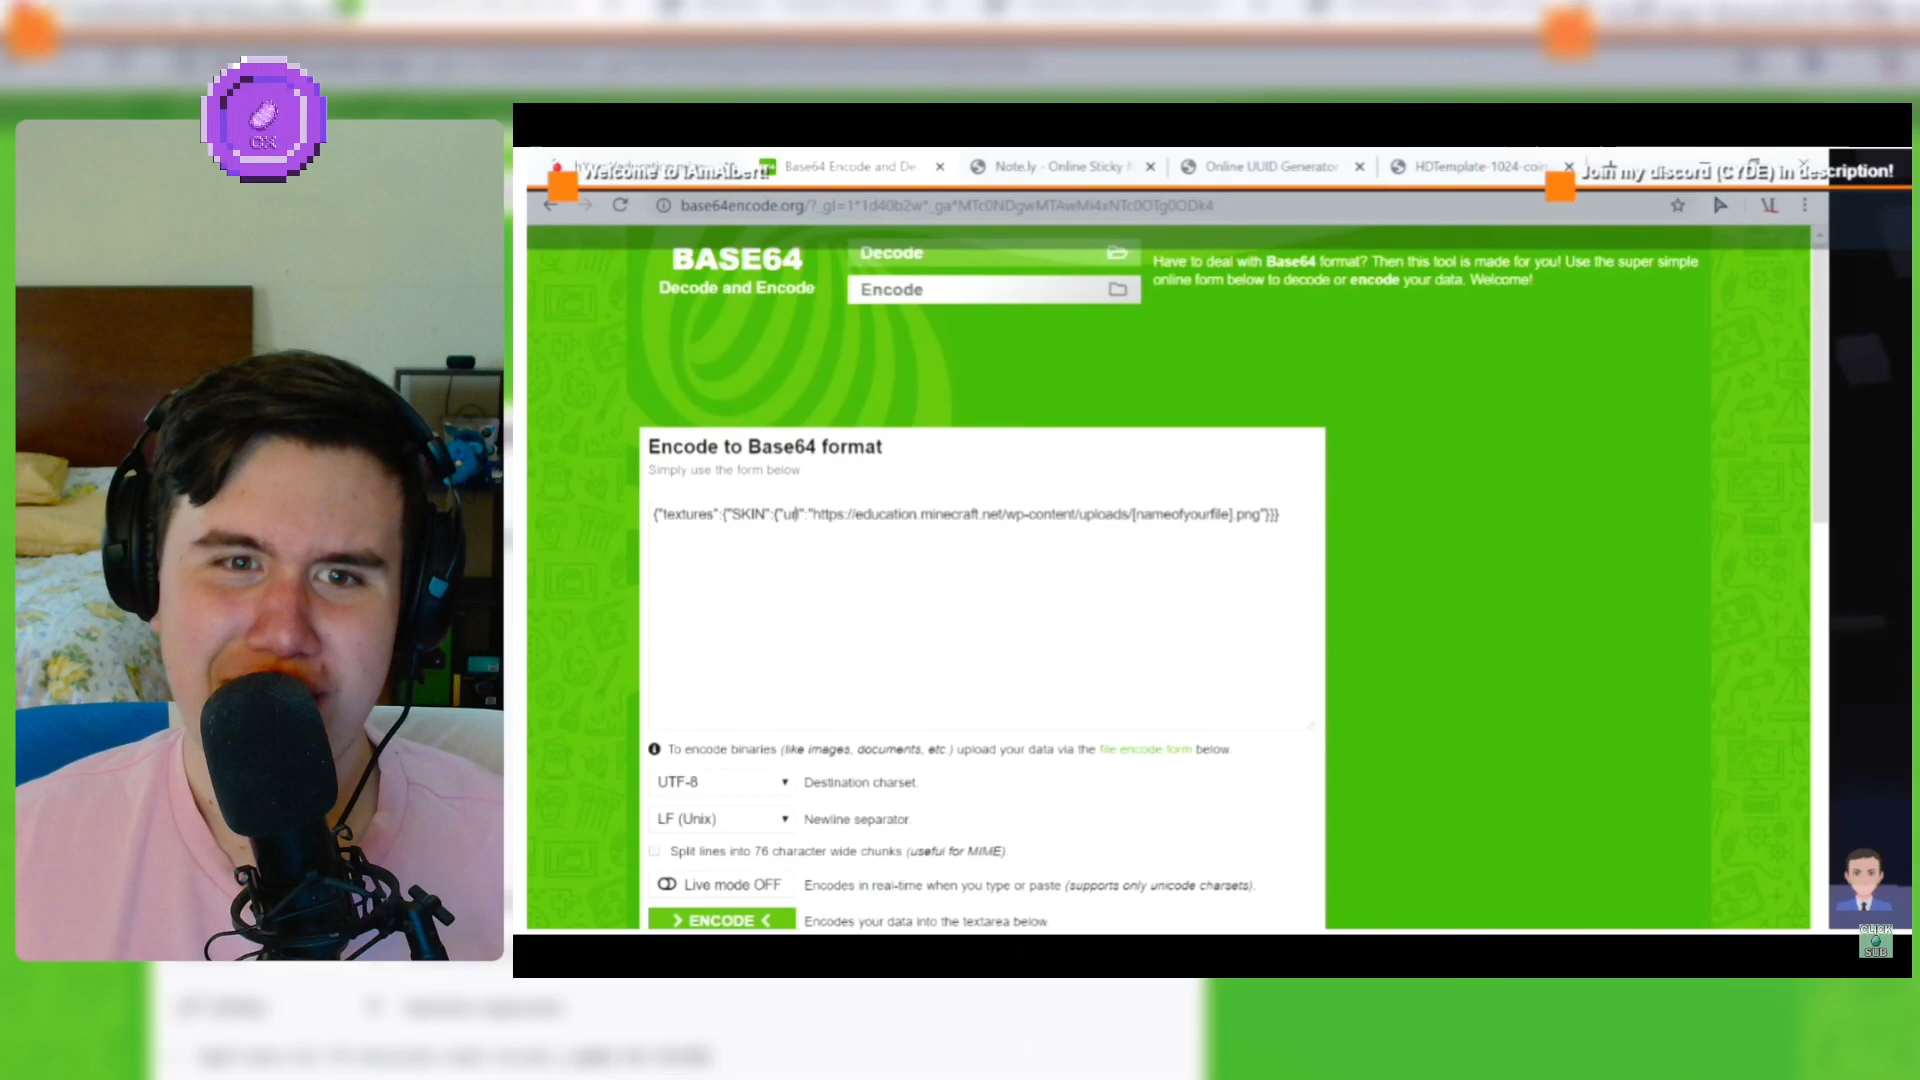 Base64 Encode and De
Note.ly - Online Sticky
Online UUID Generator
HDTemplate-1024-coin
Welcome to IAmAlbert!
Join my discord (CYDE) in description!
base64encode.org/?_gl=1*1d40b2w*_ga*MTc0NDgwMTAwMi4xNTc0OTg0ODk4
BASE64
Decode and Encode
Decode
Encode
Have to deal with Base64 format? Then this tool is made for you! Use the super simple
online form below to decode or encode your data. Welcome!
Encode to Base64 format
Simply use the form below
{"textures":{"SKIN":{"url":"https://education.minecraft.net/wp-content/uploads/[nameofyourfile].png"}}}
To encode binaries (like images, documents, etc.) upload your data via the file encode form below.
UTF-8 Destination charset.
LF (Unix) Newline separator.
Split lines into 76 character wide chunks (useful for MIME).
Live mode OFF Encodes in real-time when you type or paste (supports only unicode charsets).
> ENCODE < Encodes your data into the textarea below.
CLICK
SUB